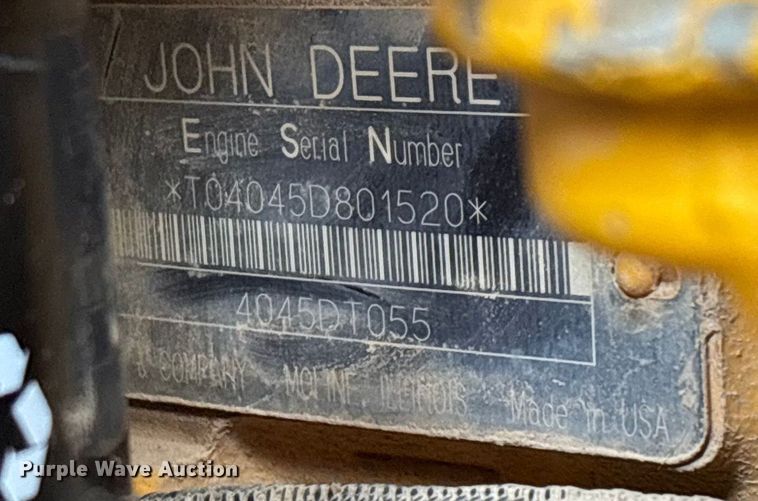 JOHN DEERE
Engine Serial Number
*T04045D801520*
4045DT055
& COMPANY MOLINE, ILLINOIS Made in USA
Purple Wave Auction